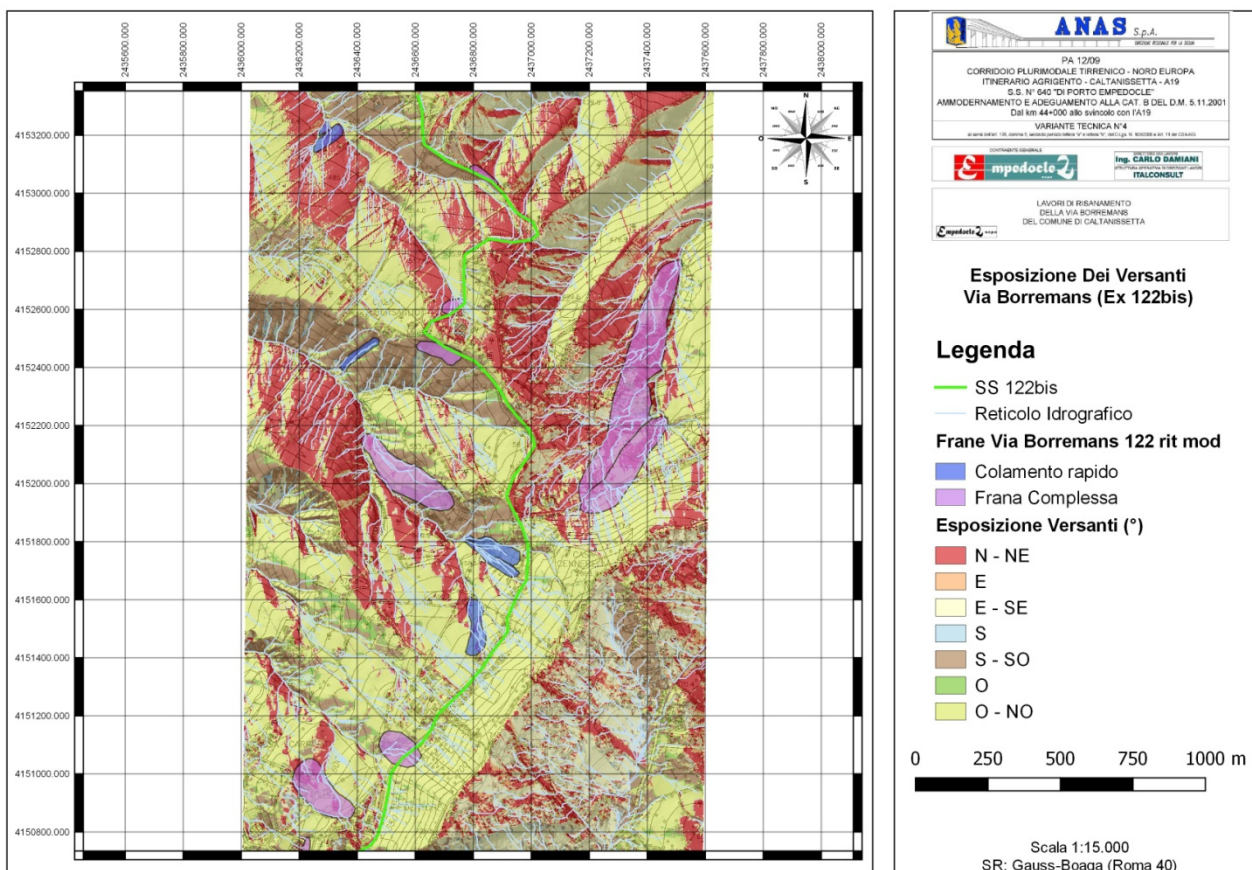 2435600.000
2435800.000
2436000.000
2436200.000
2436400.000
2436600.000
2436800.000
2437000.000
2437200.000
2437400.000
2437600.000
2437800.000
2438000.000
4153200.000
4153000.000
4152800.000
4152600.000
4152400.000
4152200.000
4152000.000
4151800.000
4151600.000
4151400.000
4151200.000
4151000.000
4150800.000
N
O
E
S
ANAS S.p.A.
PA 12/09
CORRIDOIO PLURIMODALE TIRRENICO - NORD EUROPA
ITINERARIO AGRIGENTO - CALTANISSETTA - A19
S.S. N° 640 "DI PORTO EMPEDOCLE"
AMMODERNAMENTO E ADEGUAMENTO ALLA CAT. B DEL D.M. 5.11.2001
Dal km 44+000 allo svincolo con l'A19
VARIANTE TECNICA N°4
CONTRAENTE GENERALE
Empedocle 2
Ing. CARLO DAMIANI
ITALCONSULT
LAVORI DI RISANAMENTO
DELLA VIA BORREMANS
DEL COMUNE DI CALTANISSETTA
Empedocle 2
Esposizione Dei Versanti
Via Borremans (Ex 122bis)
Legenda
SS 122bis
Reticolo Idrografico
Frane Via Borremans 122 rit mod
Colamento rapido
Frana Complessa
Esposizione Versanti (°)
N - NE
E
E - SE
S
S - SO
O
O - NO
0 250 500 750 1000 m
Scala 1:15.000
SR: Gauss-Boaga (Roma 40)